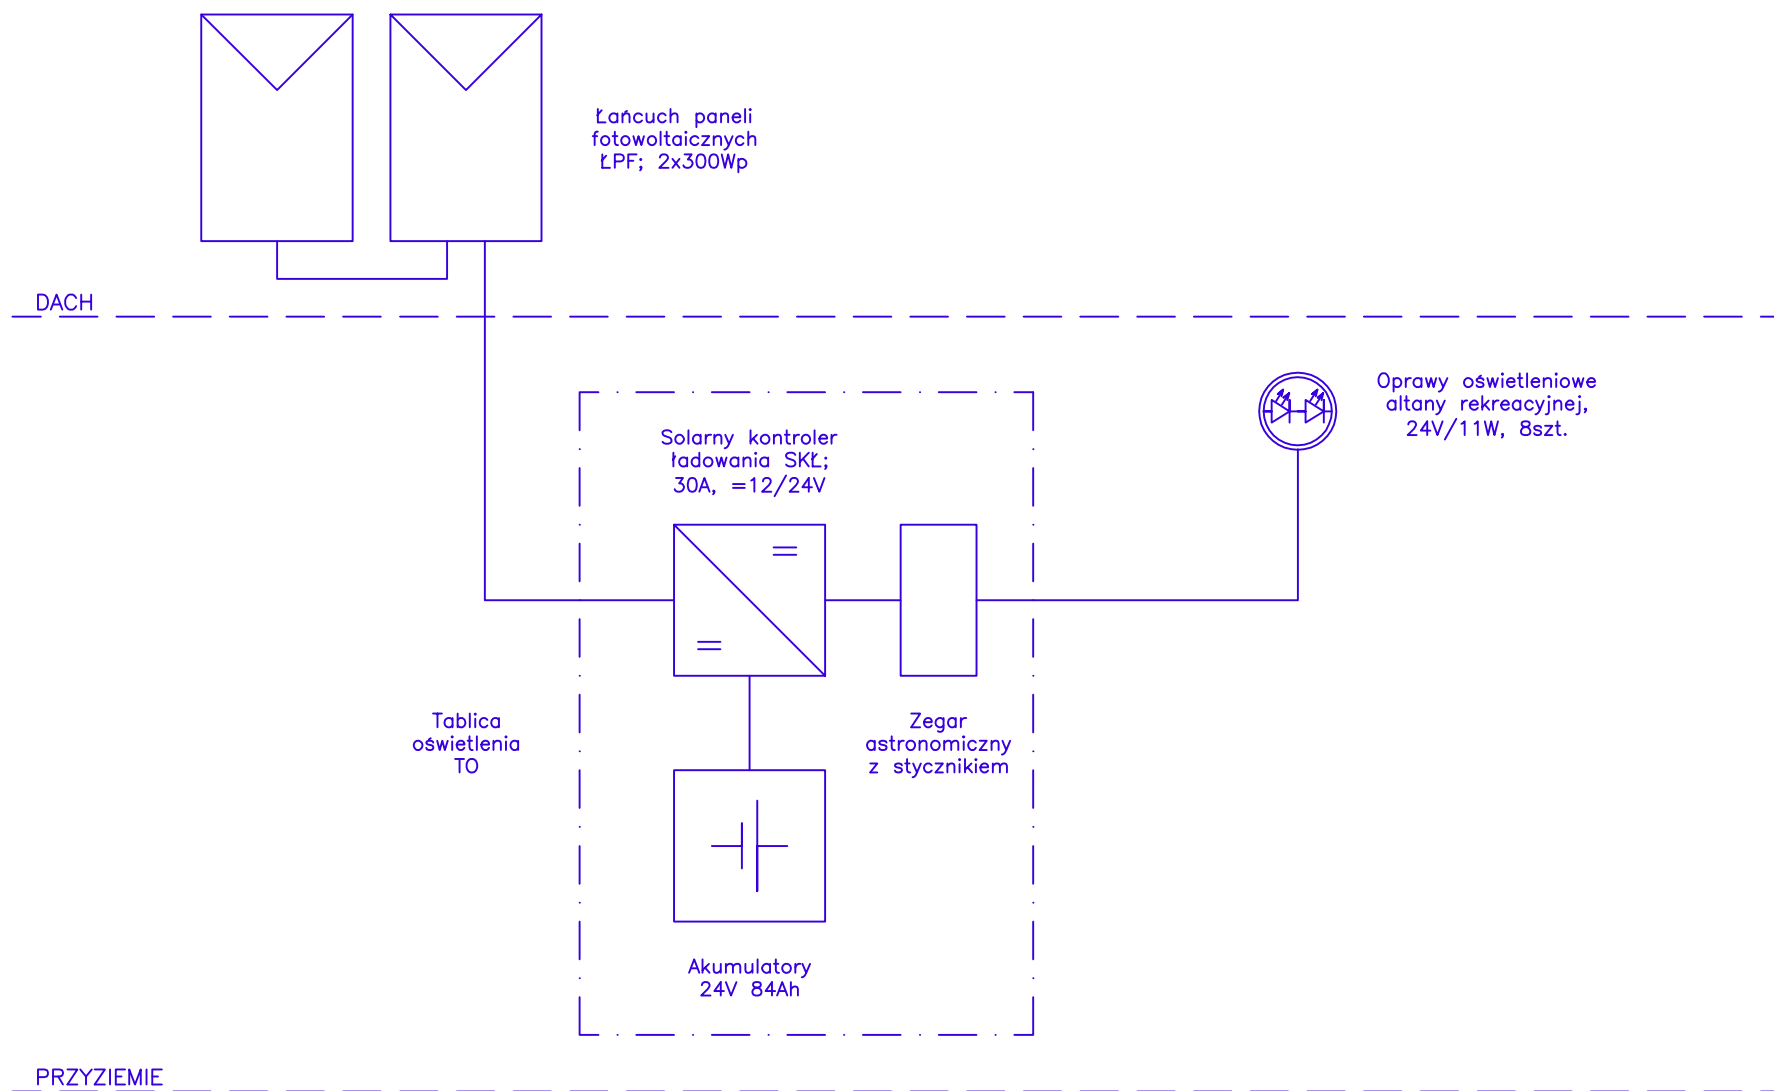 Łańcuch paneli
fotowoltaicznych
ŁPF; 2x300Wp
DACH
Oprawy oświetleniowe
altany rekreacyjnej,
24V/11W, 8szt.
Solarny kontroler
ładowania SKŁ;
30A, =12/24V
Tablica
oświetlenia
TO
Zegar
astronomiczny
z stycznikiem
Akumulatory
24V 84Ah
PRZYZIEMIE